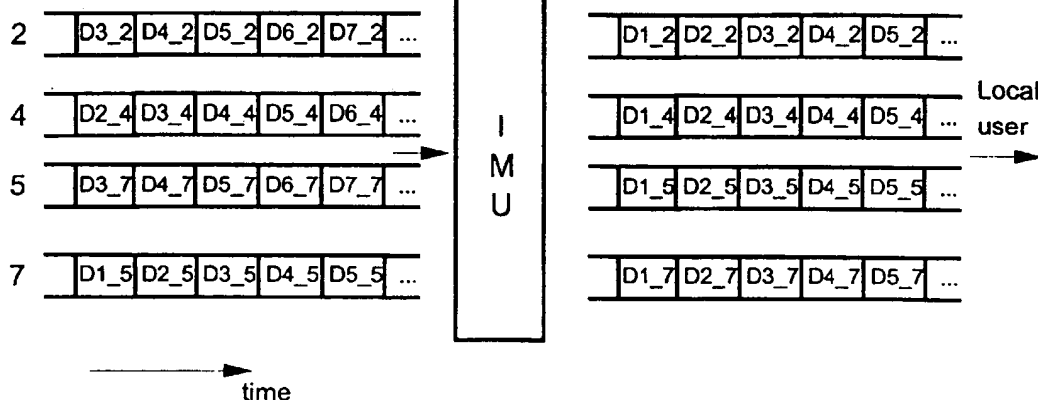 2 D3_2 D4_2 D5_2 D6_2 D7_2 ... D1_2 D2_2 D3_2 D4_2 D5_2 ...
4 D2_4 D3_4 D4_4 D5_4 D6_4 ... D1_4 D2_4 D3_4 D4_4 D5_4 ...
Local
user
5 D3_7 D4_7 D5_7 D6_7 D7_7 ... D1_5 D2_5 D3_5 D4_5 D5_5 ...
7 D1_5 D2_5 D3_5 D4_5 D5_5 ... D1_7 D2_7 D3_7 D4_7 D5_7 ...
I
M
U
time